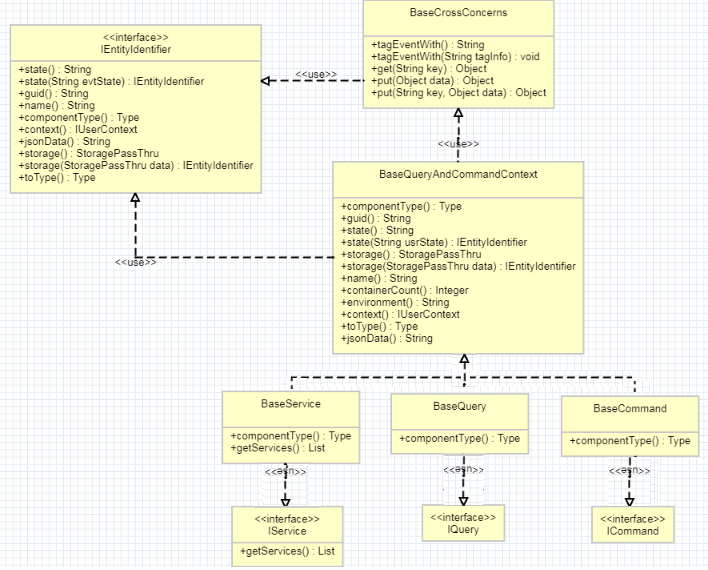 <<interface>>
IEntityIdentifier
+state() : String
+state(String evtState) : IEntityIdentifier
+guid() : String
+name() : String
+componentType() : Type
+context() : IUserContext
+jsonData() : String
+storage() : StoragePassThru
+storage(StoragePassThru data) : IEntityIdentifier
+toType() : Type
BaseCrossConcerns
+tagEventWith() : String
+tagEventWith(String tagInfo) : void
+get(String key) : Object
+put(Object data) : Object
+put(String key, Object data) : Object
<<use>>
<<use>>
BaseQueryAndCommandContext
+componentType() : Type
+guid() : String
+state() : String
+state(String usrState) : IEntityIdentifier
+storage() : StoragePassThru
+storage(StoragePassThru data) : IEntityIdentifier
+name() : String
+containerCount() : Integer
+environment() : String
+context() : IUserContext
+toType() : Type
+jsonData() : String
<<use>>
BaseService
+componentType() : Type
+getServices() : List
BaseQuery
+componentType() : Type
BaseCommand
+componentType() : Type
<<use>>
<<use>>
<<use>>
<<interface>>
IService
+getServices() : List
<<interface>>
IQuery
<<interface>>
ICommand